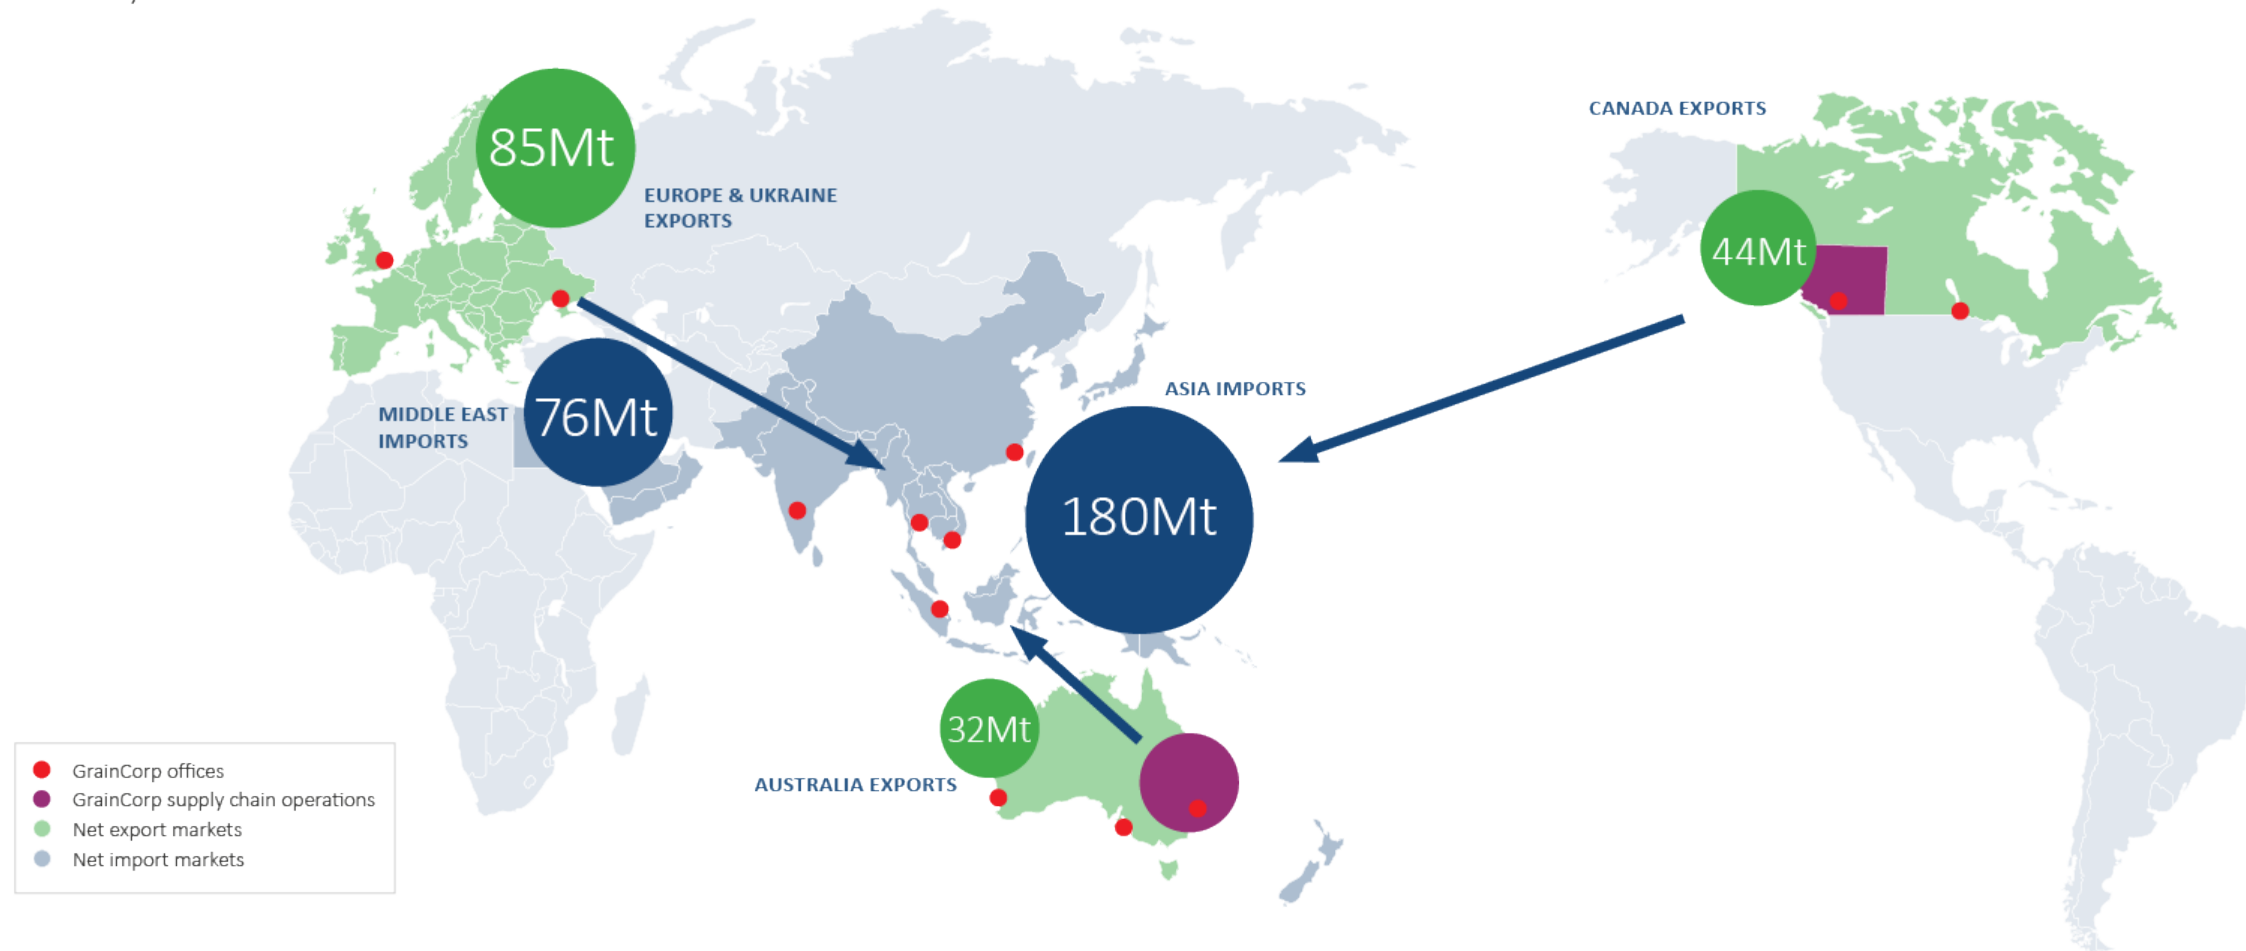 CANADA EXPORTS
85Mt
EUROPE & UKRAINE
EXPORTS
44Mt
ASIA IMPORTS
MIDDLE EAST
IMPORTS
76Mt
180Mt
32Mt
AUSTRALIA EXPORTS
GrainCorp offices
GrainCorp supply chain operations
Net export markets
Net import markets